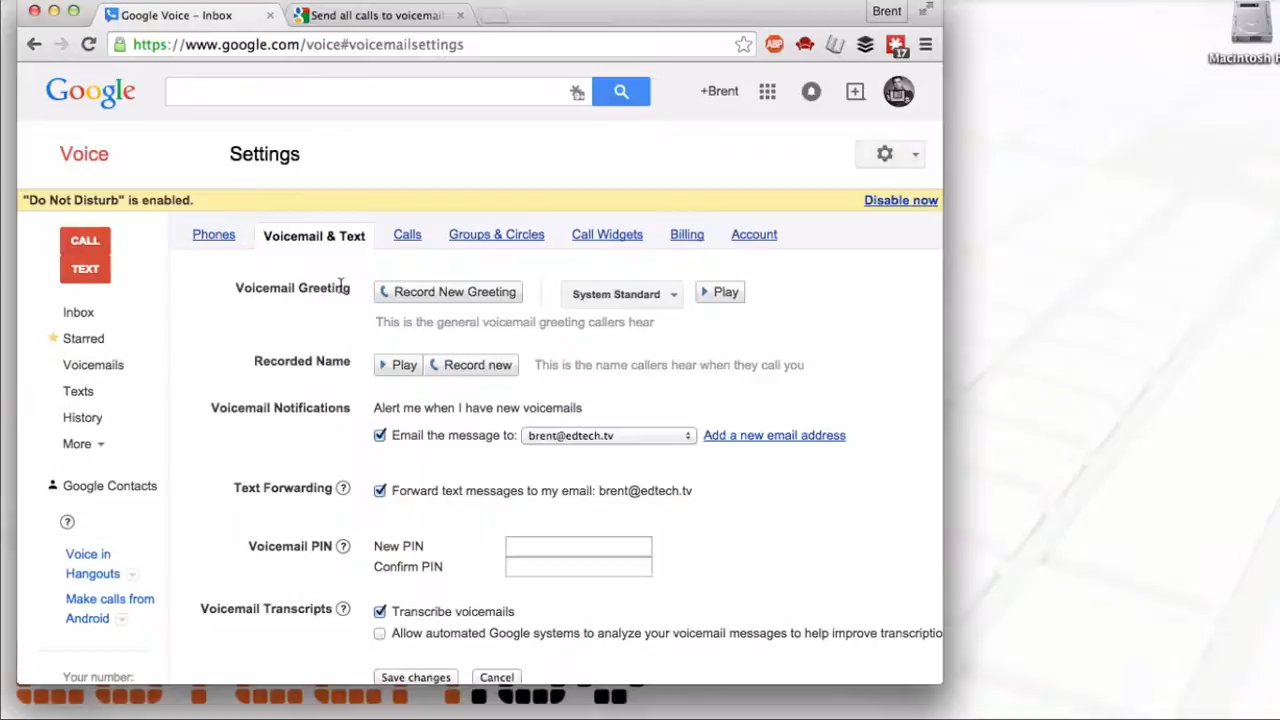 Google Voice - Inbox
Send all calls to voicemai
Brent
https://www.google.com/voice#voicemailsettings
ABP
17
Macintosh H
Google
+Brent
Voice
Settings
"Do Not Disturb" is enabled.
Disable now
CALL
TEXT
Phones
Voicemail & Text
Calls
Groups & Circles
Call Widgets
Billing
Account
Inbox
Starred
Voicemails
Texts
History
More
Google Contacts
?
Voice in
Hangouts
Make calls from
Android
Your number:
Voicemail Greeting
Record New Greeting
System Standard
Play
This is the general voicemail greeting callers hear
Recorded Name
Play
Record new
This is the name callers hear when they call you
Voicemail Notifications
Alert me when I have new voicemails
Email the message to:
brent@edtech.tv
Add a new email address
Text Forwarding ?
Forward text messages to my email: brent@edtech.tv
Voicemail PIN ?
New PIN
Confirm PIN
Voicemail Transcripts ?
Transcribe voicemails
Allow automated Google systems to analyze your voicemail messages to help improve transcriptio
Save changes
Cancel